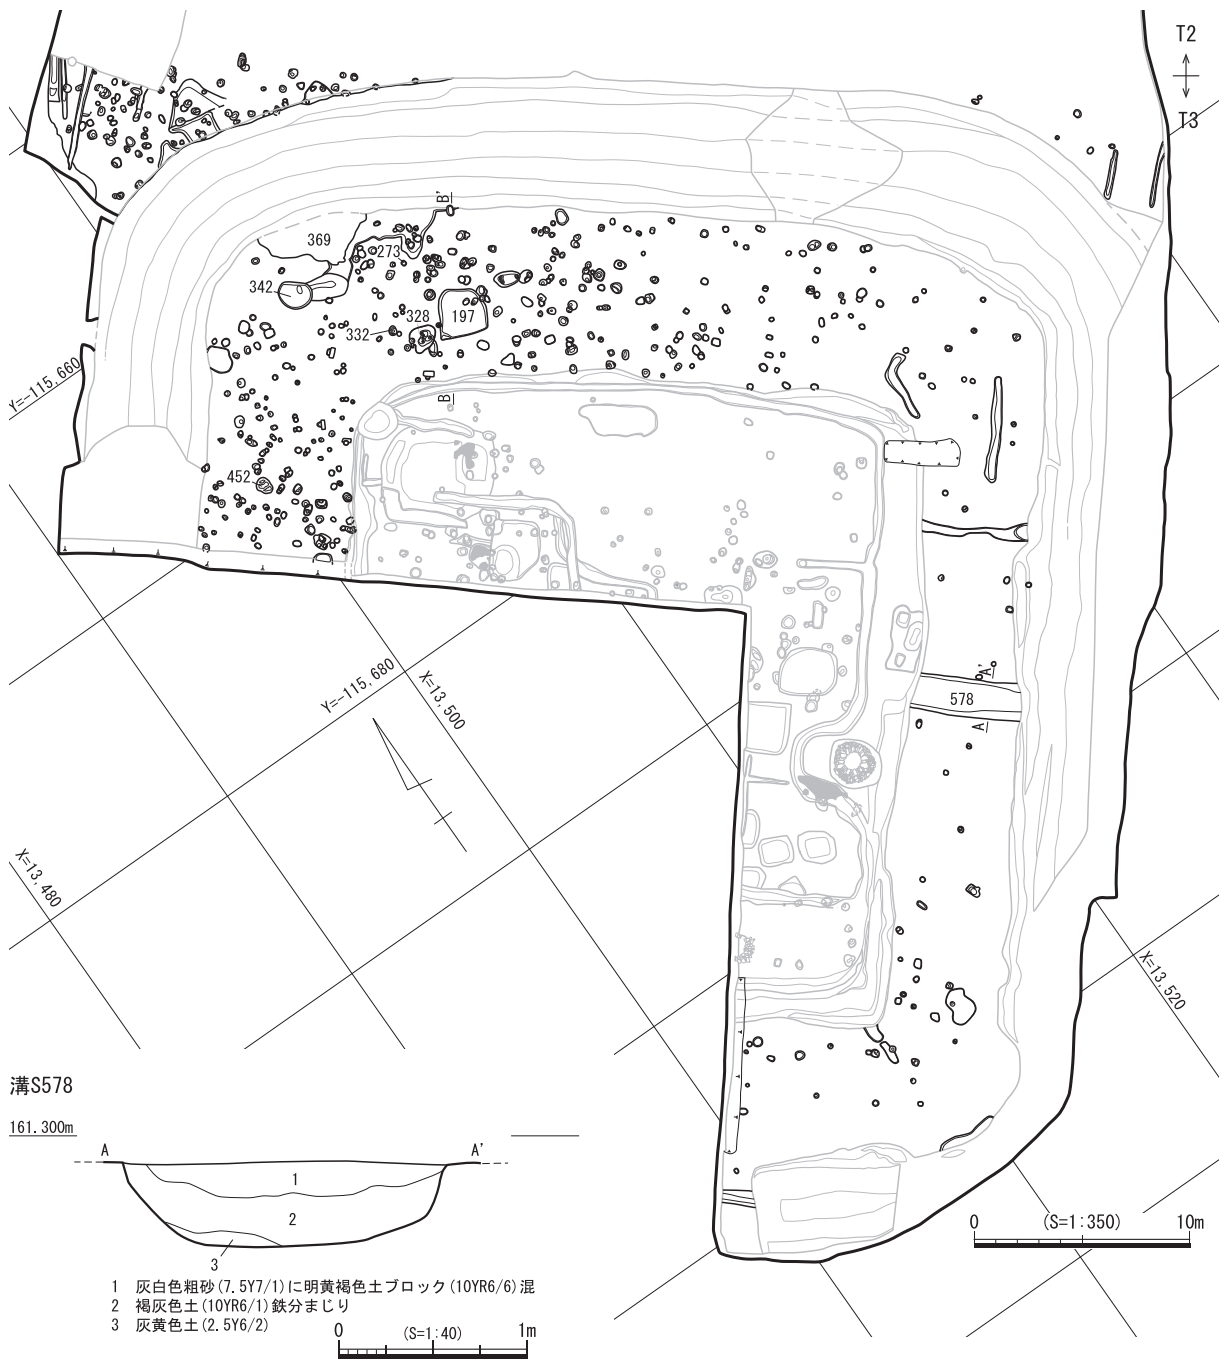 T2
T3
B'
369
273
342
328
197
332
Y=-115,660
B
452
Y=-115,680
X=13,500
A'
578
A
X=13,480
X=13,520
溝S578
161.300m
A
A'
1
2
3
0 (S=1:350) 10m
1 灰白色粗砂(7.5Y7/1)に明黄褐色土ブロック(10YR6/6)混
2 褐灰色土(10YR6/1)鉄分まじり
3 灰黄色土(2.5Y6/2)
0 (S=1:40) 1m